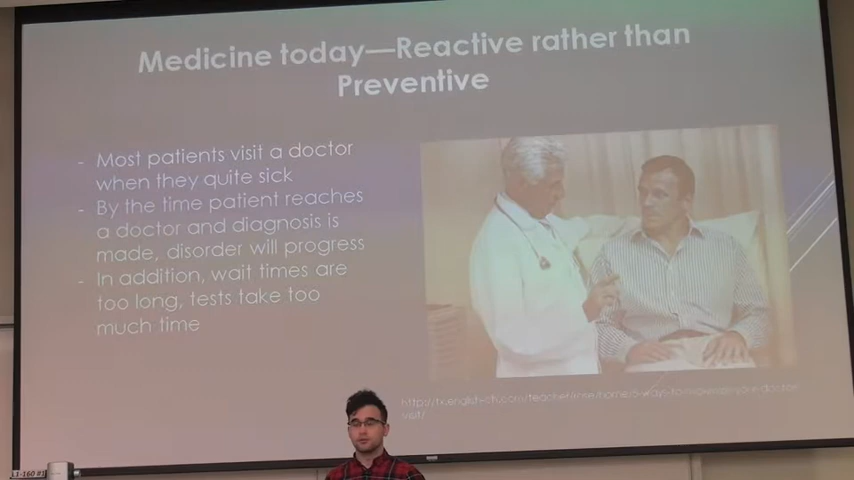 Medicine today—Reactive rather than
Preventive
- Most patients visit a doctor
when they quite sick
- By the time patient reaches
a doctor and diagnosis is
made, disorder will progress
- In addition, wait times are
too long, tests take too
much time
visit/